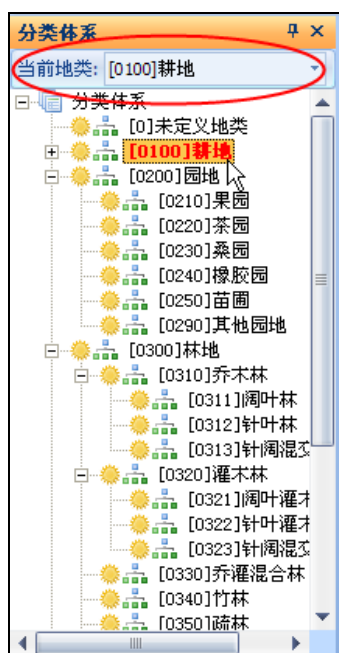 分类体系
当前地类: [0100]耕地
分类体系
[0]未定义地类
[0100]耕地
[0200]园地
[0210]果园
[0220]茶园
[0230]桑园
[0240]橡胶园
[0250]苗圃
[0290]其他园地
[0300]林地
[0310]乔木林
[0311]阔叶林
[0312]针叶林
[0313]针阔混交
[0320]灌木林
[0321]阔叶灌木
[0322]针叶灌木
[0323]针阔混交
[0330]乔灌混合林
[0340]竹林
[0350]疏林